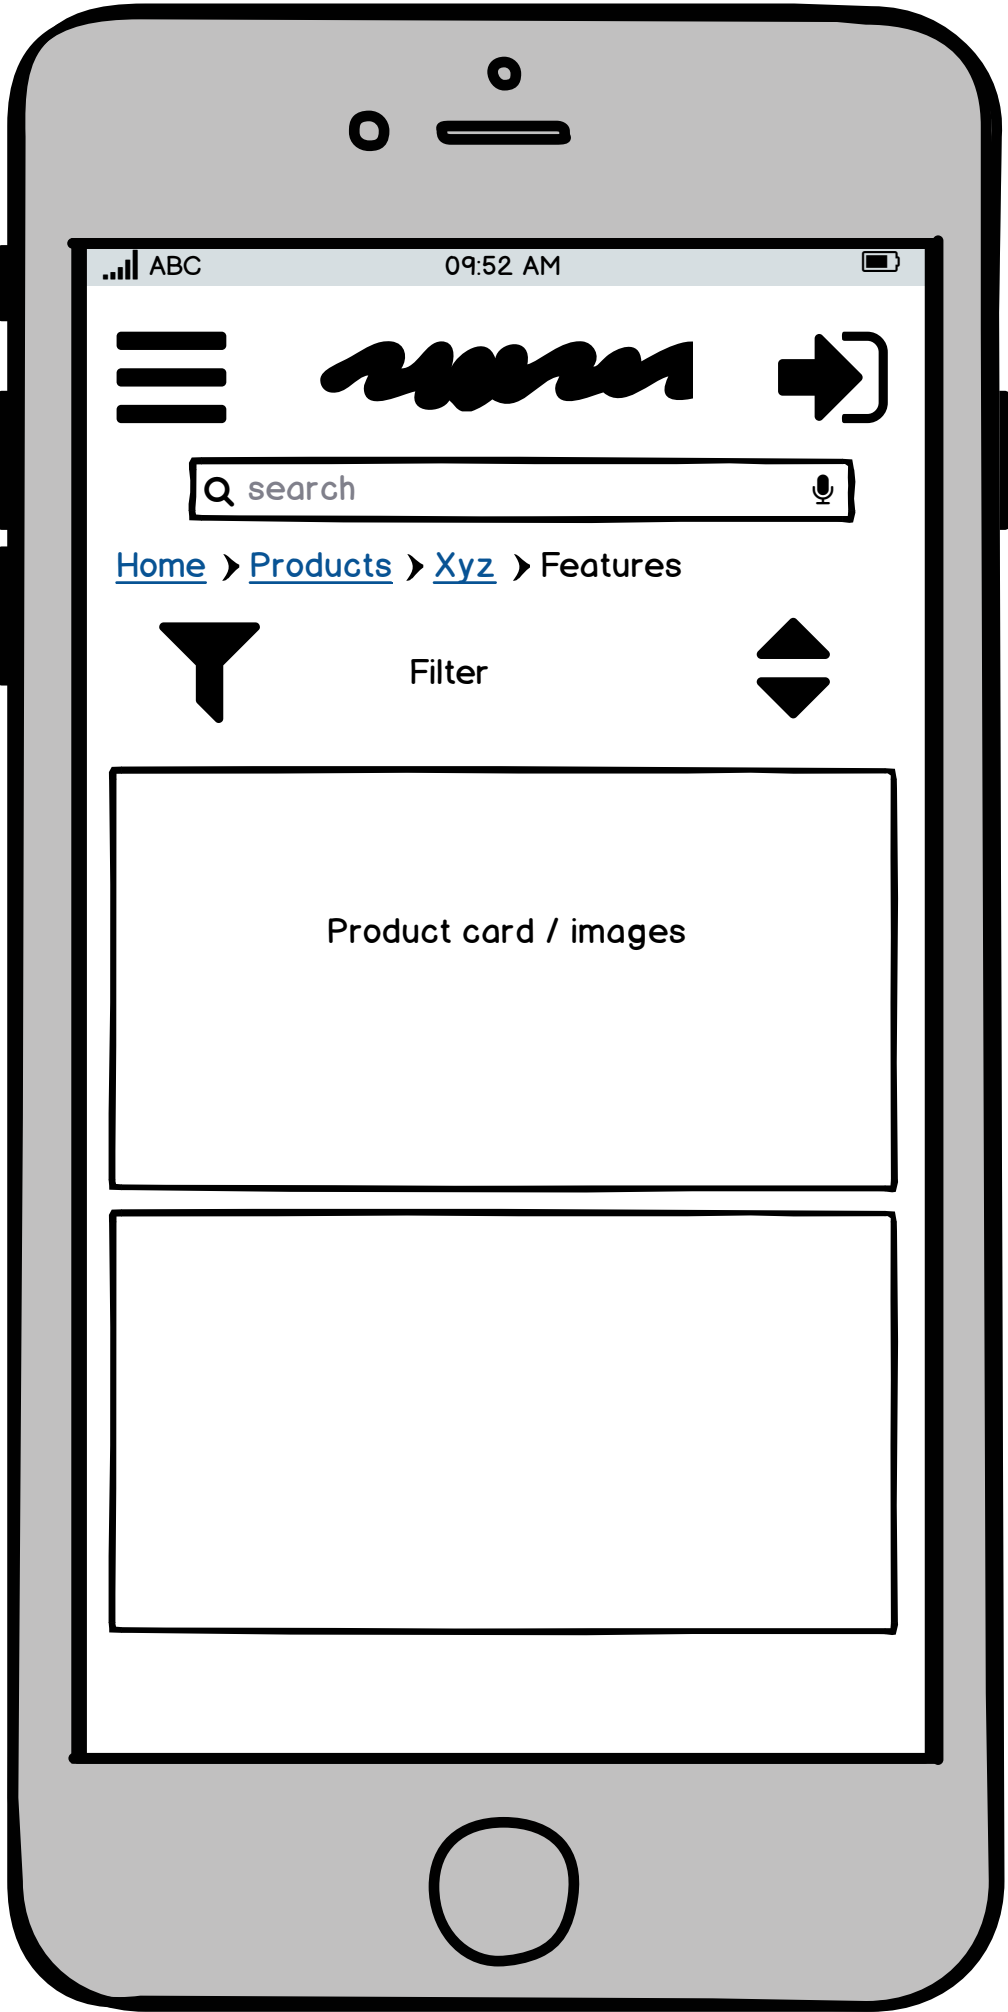 ABC 09:52 AM
search
Home Products Xyz Features
Filter
Product card / images